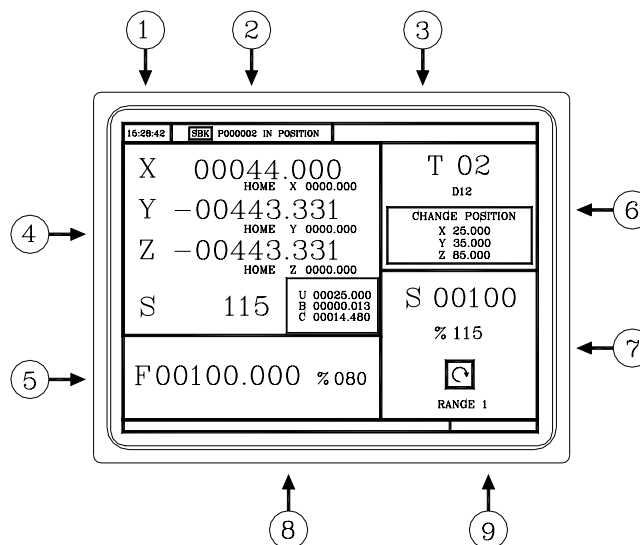 1 2 3
15:28:42 SBK P000002 IN POSITION
X 00044.000
HOME X 0000.000
Y -00443.331
HOME Y 0000.000
Z -00443.331
HOME Z 0000.000
S 115
U 00025.000
B 00000.013
C 00014.480
T 02
D12
CHANGE POSITION
X 25.000
Y 35.000
Z 85.000
S 00100
% 115
RANGE 1
F00100.000 % 080
4
5
6
7
8 9